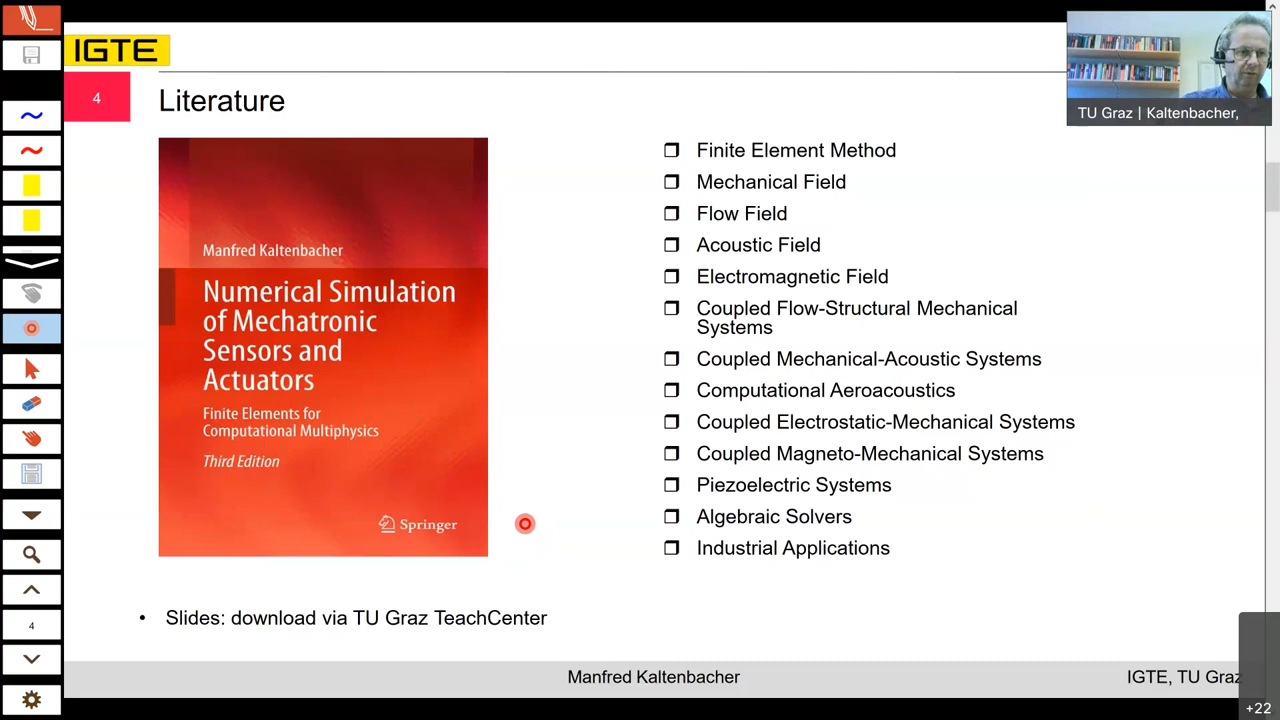 IGTE
4
Literature
Manfred Kaltenbacher
Numerical Simulation
of Mechatronic
Sensors and
Actuators
Finite Elements for
Computational Multiphysics
Third Edition
Springer
Finite Element Method
Mechanical Field
Flow Field
Acoustic Field
Electromagnetic Field
Coupled Flow-Structural Mechanical
Systems
Coupled Mechanical-Acoustic Systems
Computational Aeroacoustics
Coupled Electrostatic-Mechanical Systems
Coupled Magneto-Mechanical Systems
Piezoelectric Systems
Algebraic Solvers
Industrial Applications
• Slides: download via TU Graz TeachCenter
Manfred Kaltenbacher
IGTE, TU Graz
TU Graz | Kaltenbacher,
4
+22